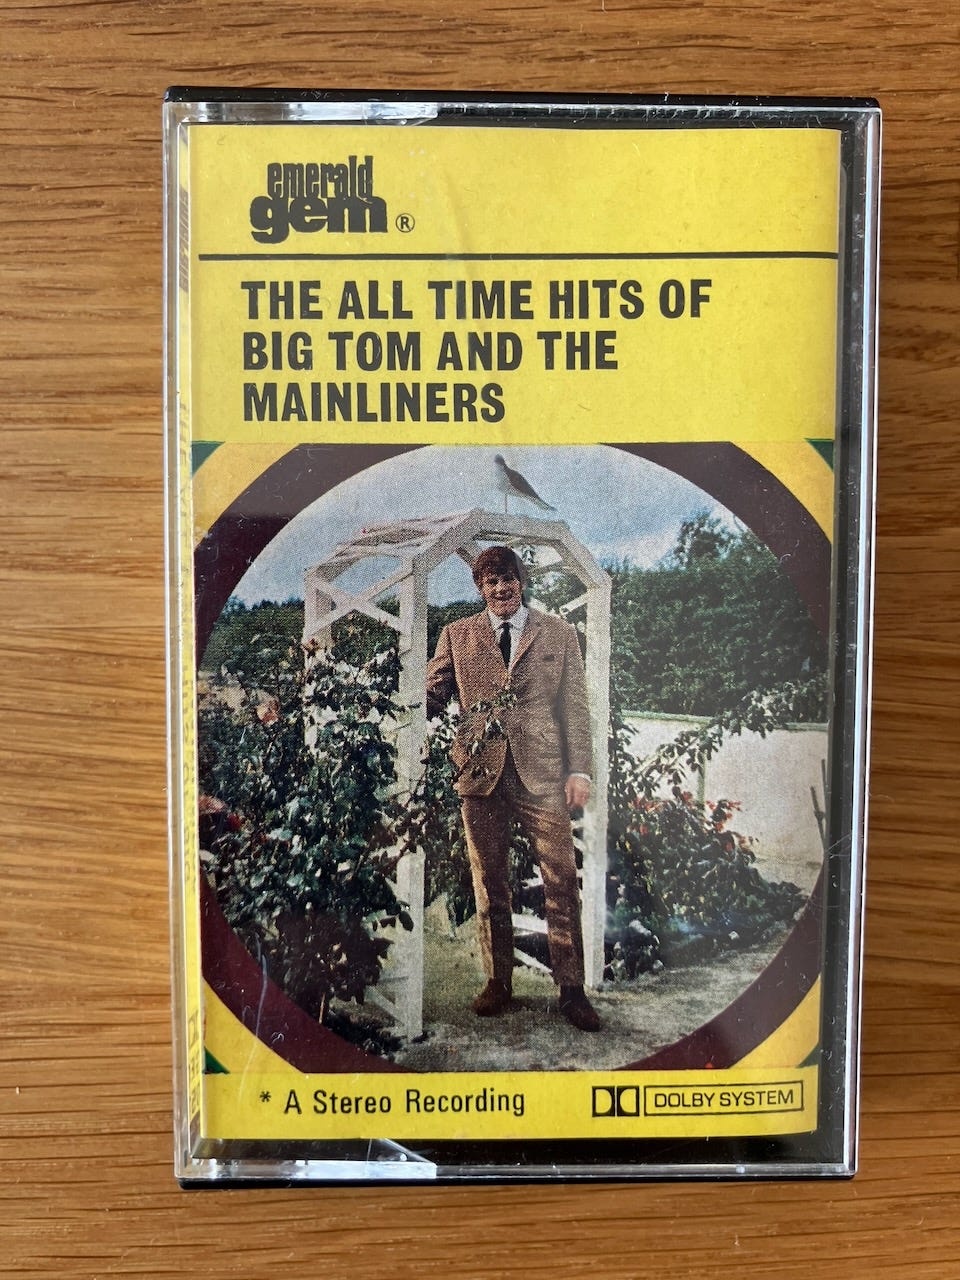 emerald
gem ®
THE ALL TIME HITS OF
BIG TOM AND THE
MAINLINERS
* A Stereo Recording
DOLBY SYSTEM